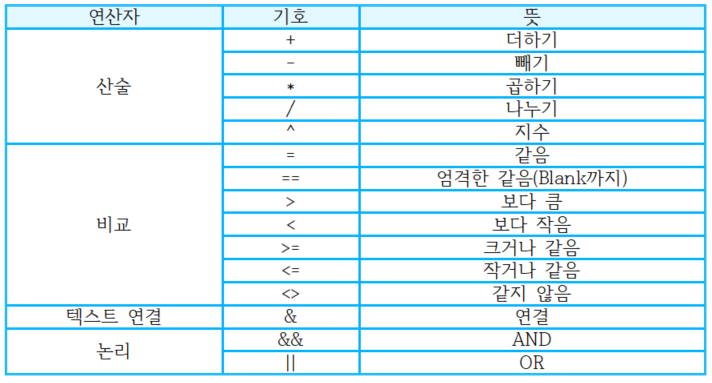 연산자 기호 뜻
산술 + 더하기
- 빼기
* 곱하기
/ 나누기
^ 지수
비교 = 같음
== 엄격한 같음(Blank까지)
> 보다 큼
< 보다 작음
>= 크거나 같음
<= 작거나 같음
<> 같지 않음
텍스트 연결 & 연결
논리 && AND
|| OR